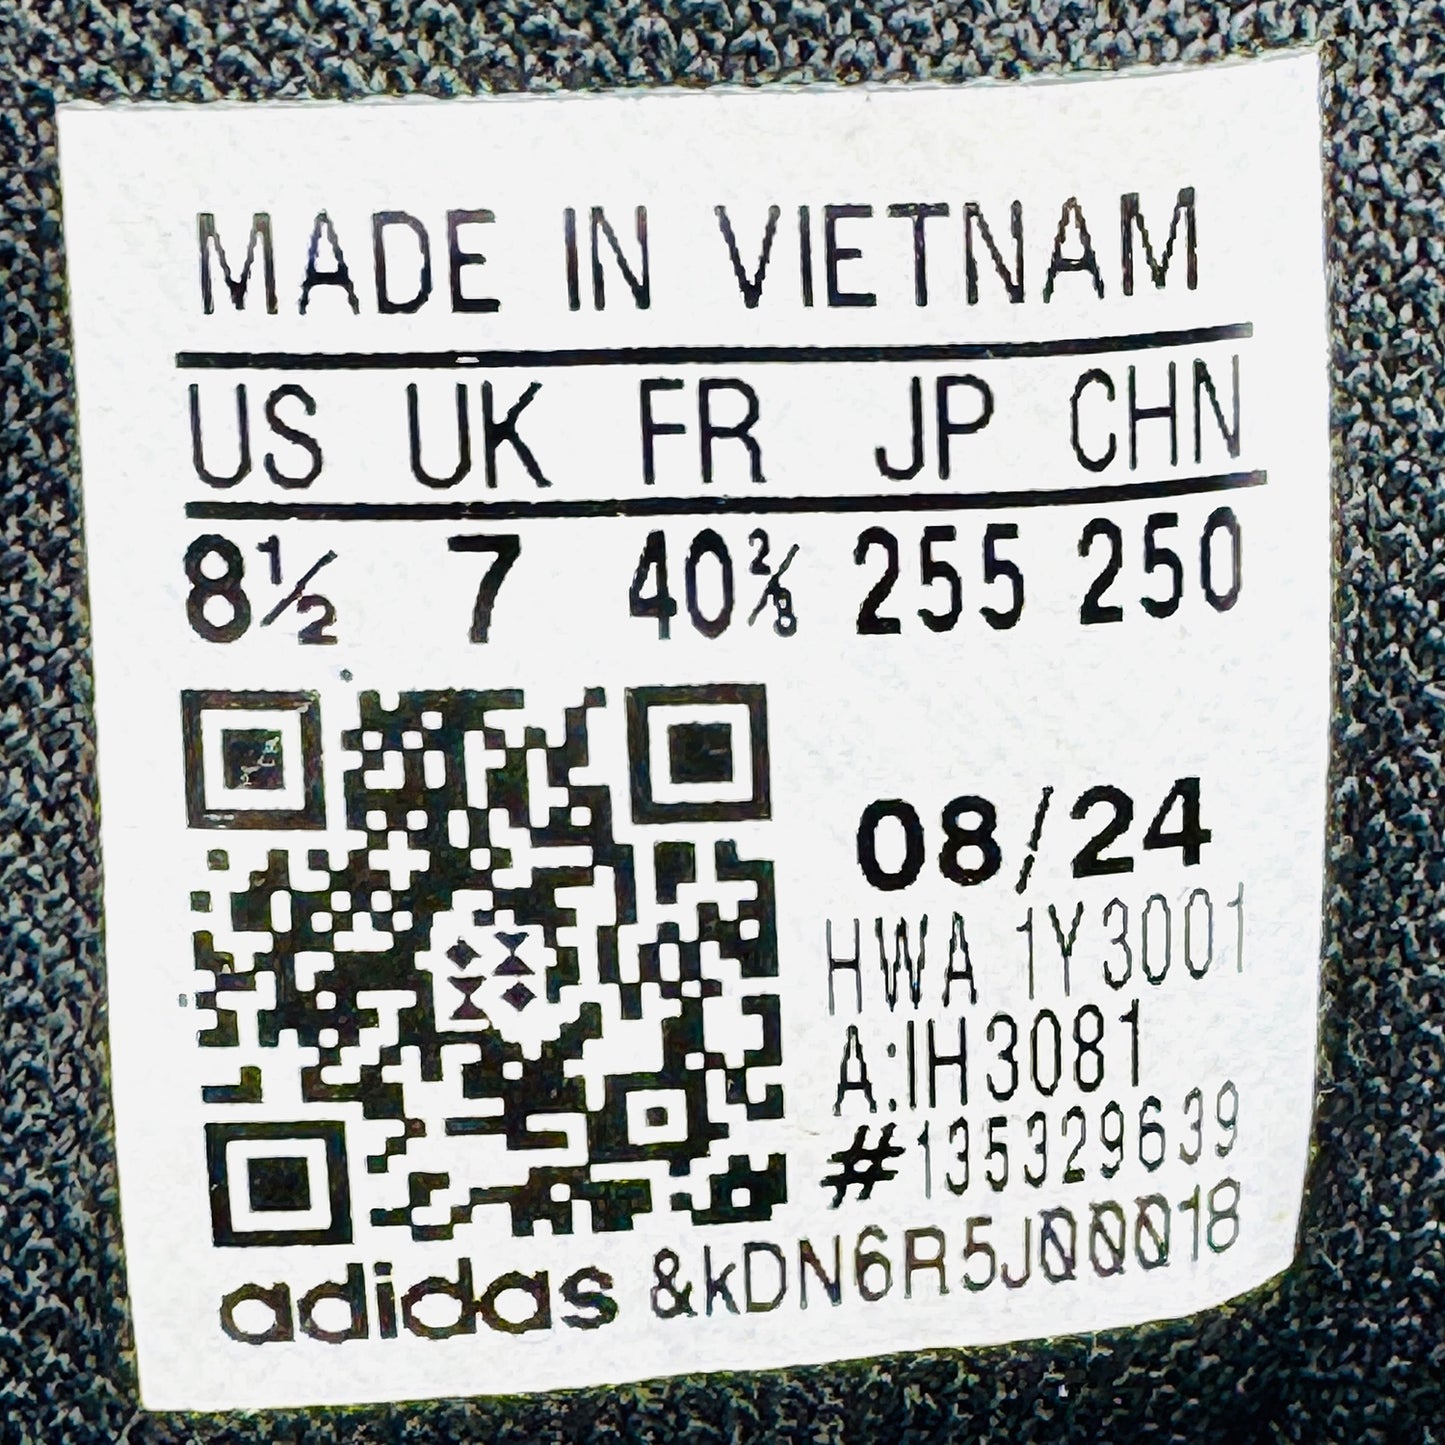 MADE IN VIETNAM
US UK FR JP CHN
8½ 7 40⅔ 255 250
08/24
HWA 1Y3001
A:IH3081
#135329639
adidas &kDN6R5J00018